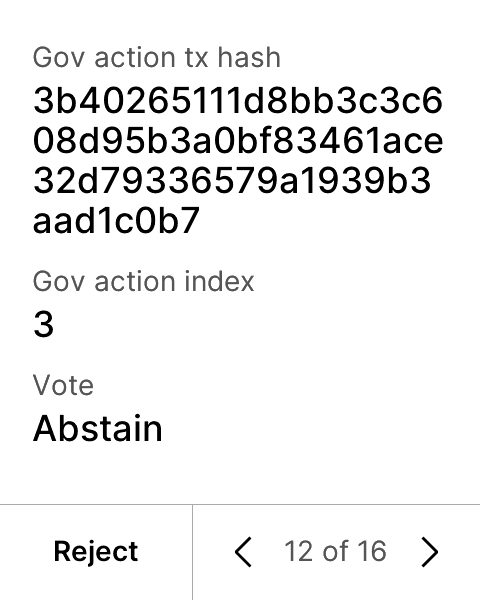 Gov action tx hash
3b40265111d8bb3c3c6
08d95b3a0bf83461ace
32d79336579a1939b3
aad1c0b7
Gov action index
3
Vote
Abstain
Reject
12 of 16